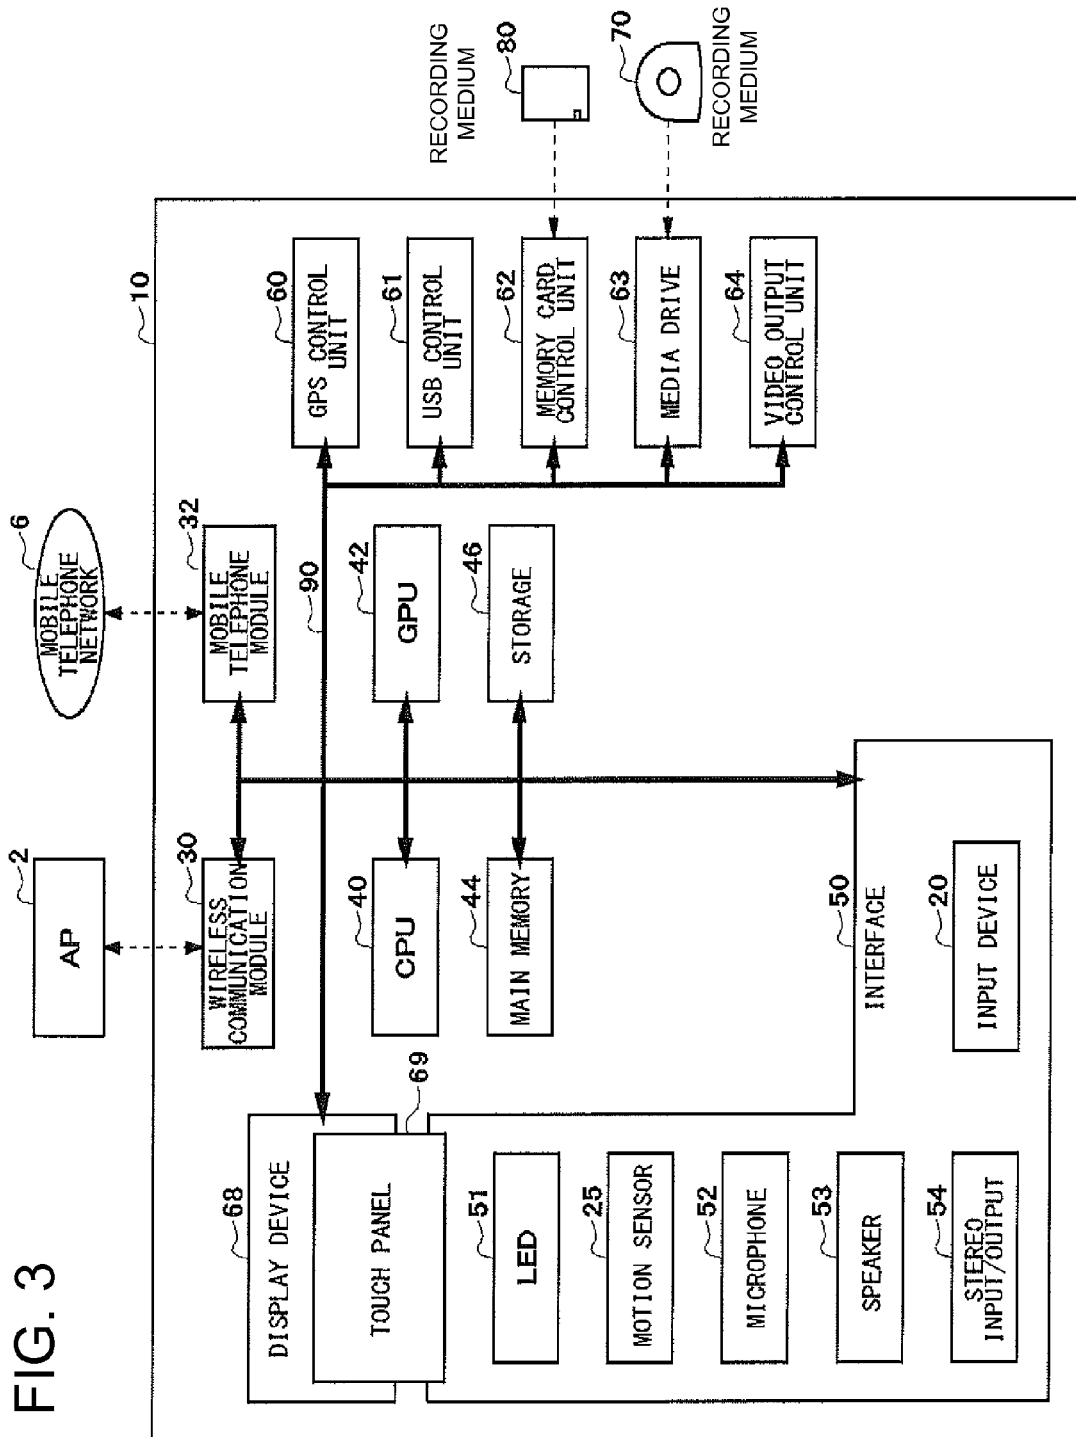 FIG. 3
2
AP
6
MOBILE
TELEPHONE
NETWORK
10
68
DISPLAY DEVICE
30
WIRELESS
COMMUNICATION
MODULE
32
MOBILE
TELEPHONE
MODULE
90
60
GPS CONTROL
UNIT
TOUCH PANEL
69
40
CPU
42
GPU
61
USB CONTROL
UNIT
51
LED
44
MAIN MEMORY
46
STORAGE
62
MEMORY CARD
CONTROL UNIT
80
RECORDING
MEDIUM
25
MOTION SENSOR
63
MEDIA DRIVE
70
RECORDING
MEDIUM
52
MICROPHONE
64
VIDEO OUTPUT
CONTROL UNIT
53
SPEAKER
50
INTERFACE
54
STEREO
INPUT/OUTPUT
20
INPUT DEVICE